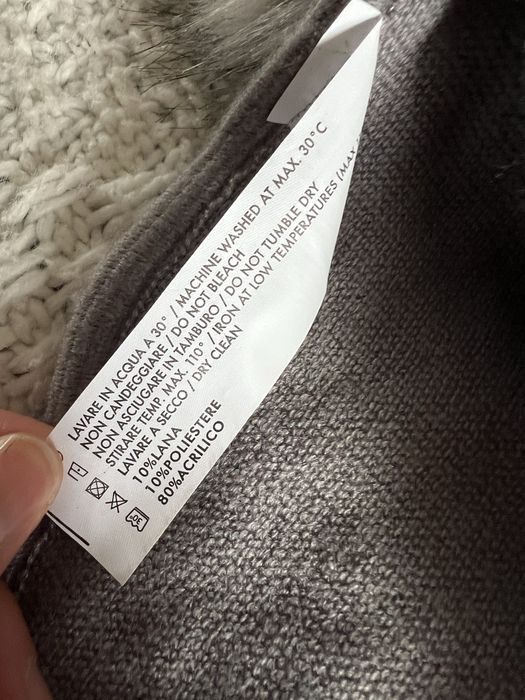 LAVARE IN ACQUA A 30° / MACHINE WASHED AT MAX. 30°C
NON CANDEGGIARE / DO NOT BLEACH
NON ASCIUGARE IN TAMBURO / DO NOT TUMBLE DRY
STIRARE TEMP. MAX. 110° / IRON AT LOW TEMPERATURES (MAX
LAVARE A SECCO / DRY CLEAN
10%LANA
10%POLIESTERE
80%ACRILICO
30